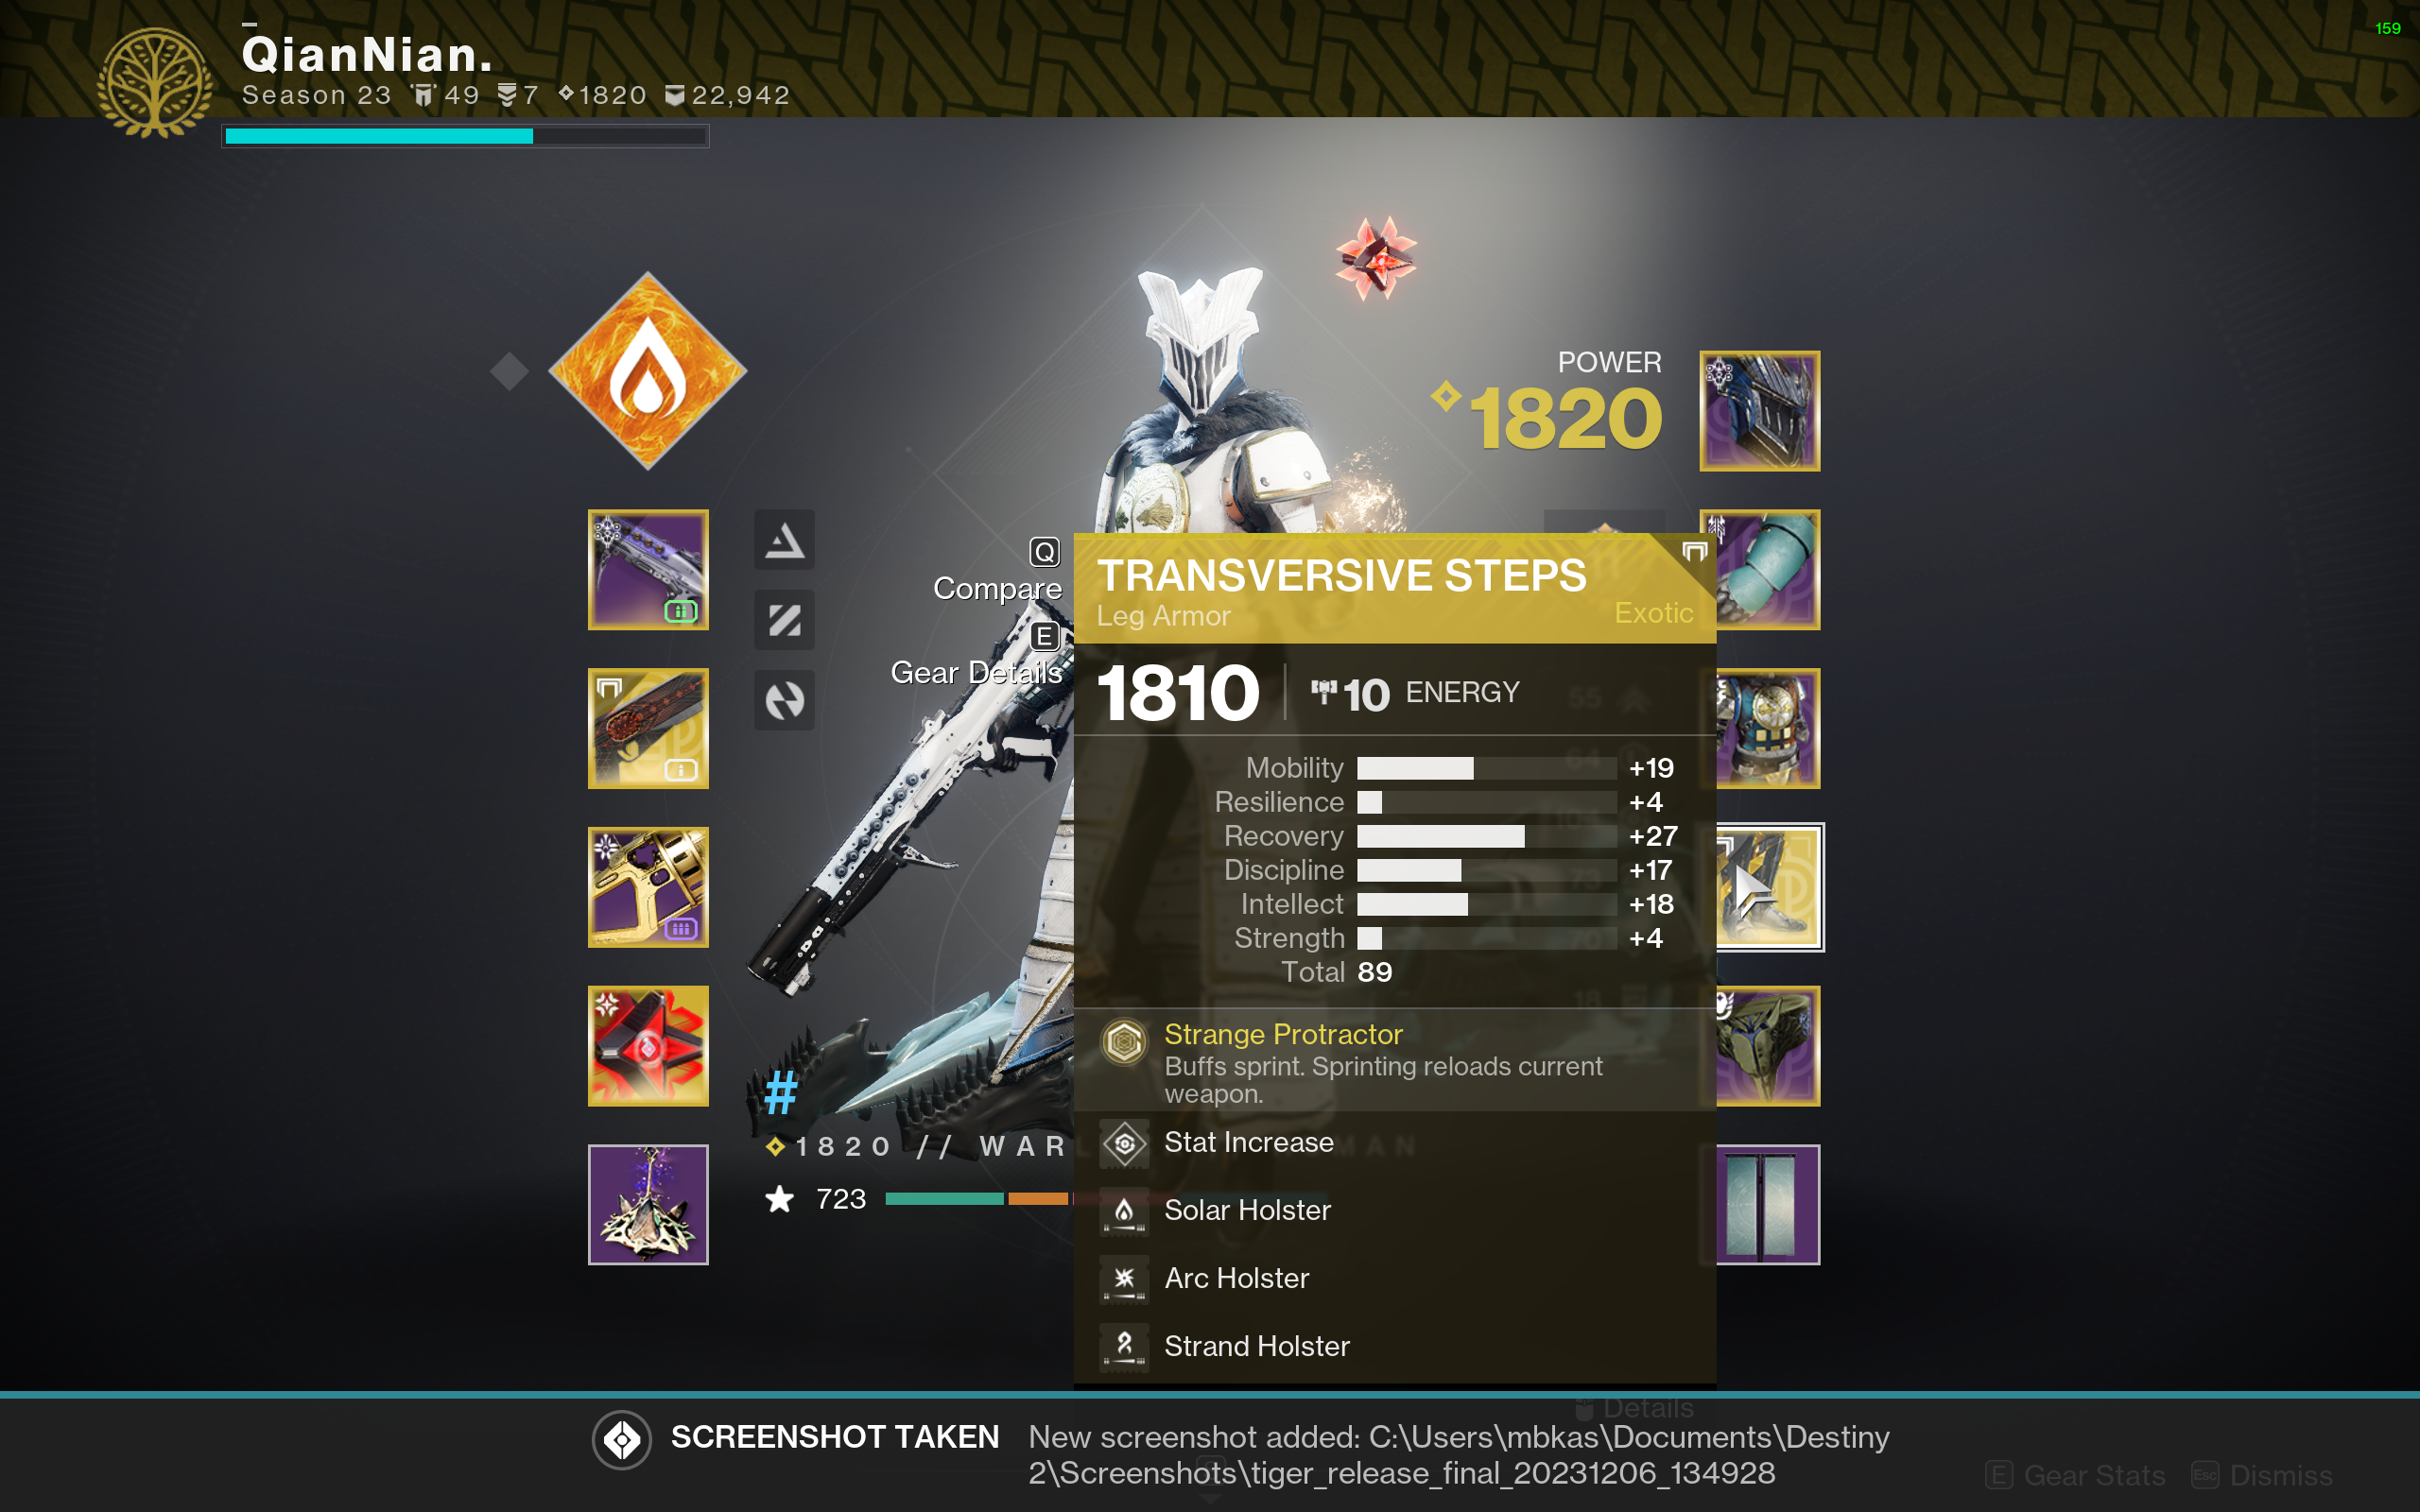 159
QianNian.
Season 23 49 7 1820 22,942
POWER
1820
Q
Compare
E
Gear Details
TRANSVERSIVE STEPS
Leg Armor
Exotic
1810 10 ENERGY
Mobility +19
Resilience +4
Recovery +27
Discipline +17
Intellect +18
Strength +4
Total 89
Strange Protractor
Buffs sprint. Sprinting reloads current
weapon.
Stat Increase
Solar Holster
Arc Holster
Strand Holster
#
1820 // WAR
723
Details
SCREENSHOT TAKEN
New screenshot added: C:\Users\mbkas\Documents\Destiny
2\Screenshots\tiger_release_final_20231206_134928
E Gear Stats Esc Dismiss